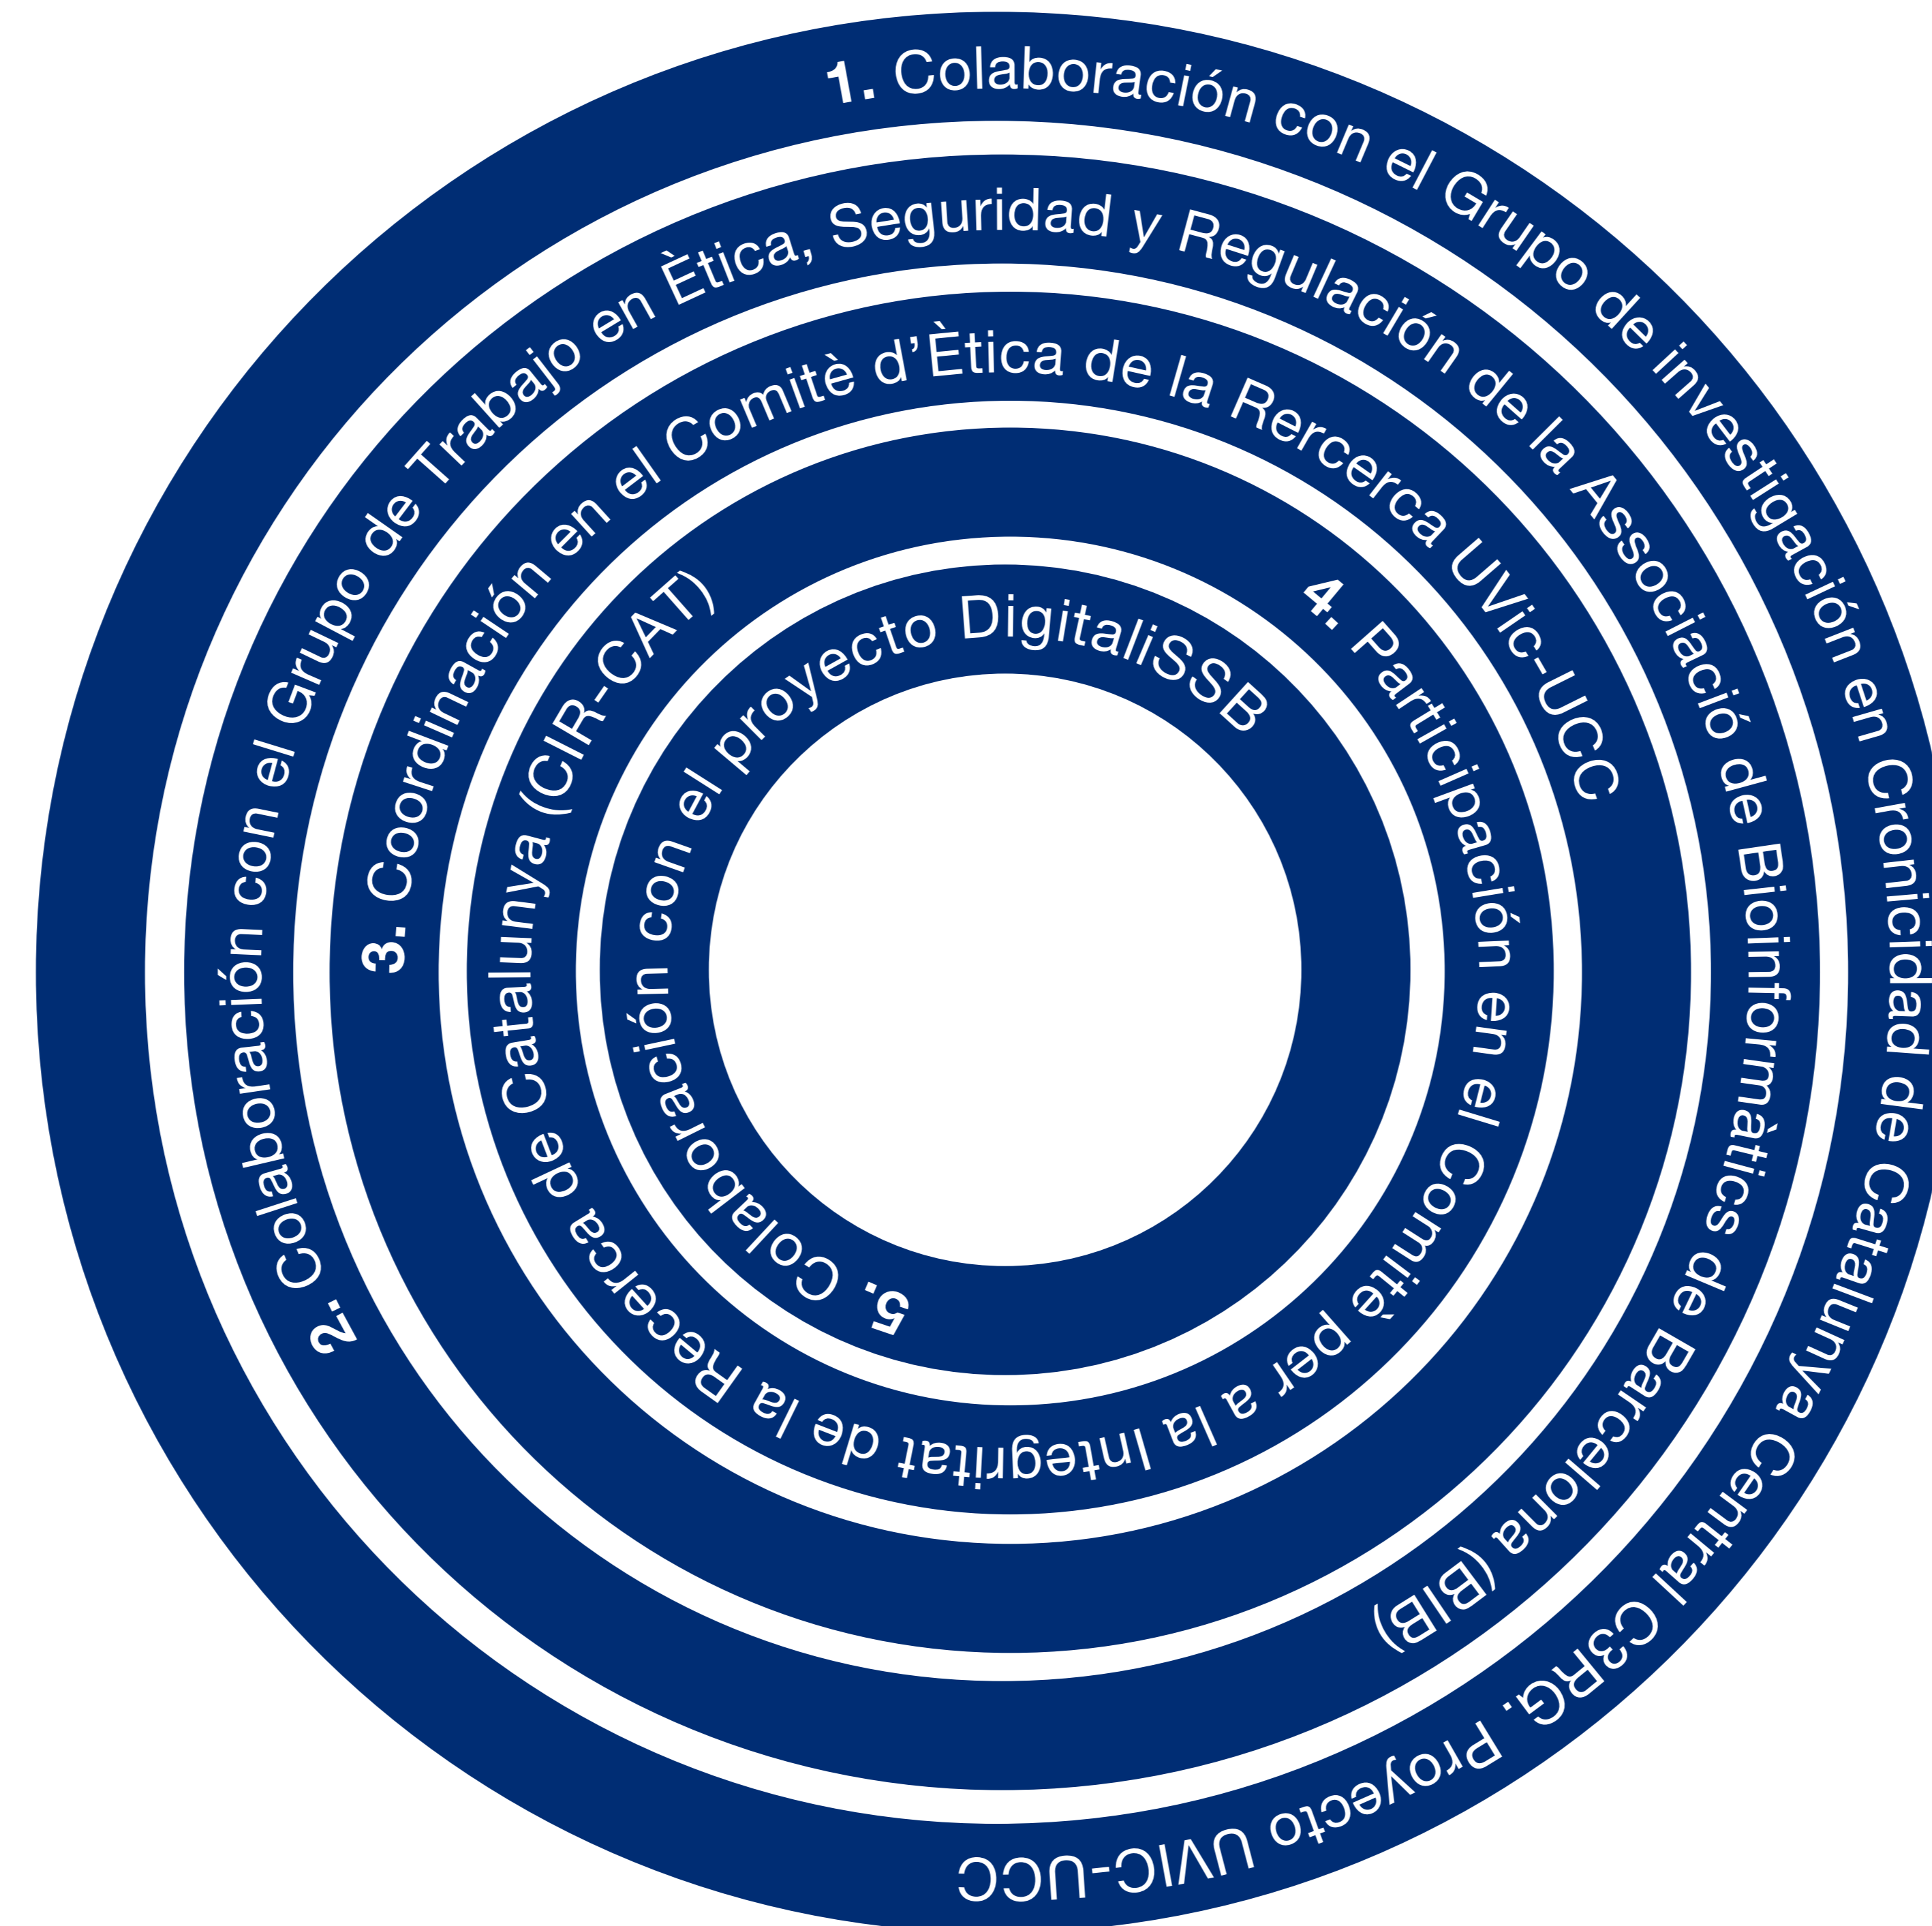 1. Colaboración con el Grupo de investigación en Cronicidad de Catalunya Central C3RG. Proyecto UVIC-UCC
2. Colaboración con el Grupo de Trabajo en Ètica, Seguridad y Regulación de la Associació de Bioinformàtics de Barcelona (BIB)
3. Coordinación en el Comitè d’Ètica de la Rercerca UVic-UCC
4. Participación en el Comité per a la Integritat de la Recerca de Catalunya (CIR-CAT)
5. Colaboración con el proyecto DigitaliSSB